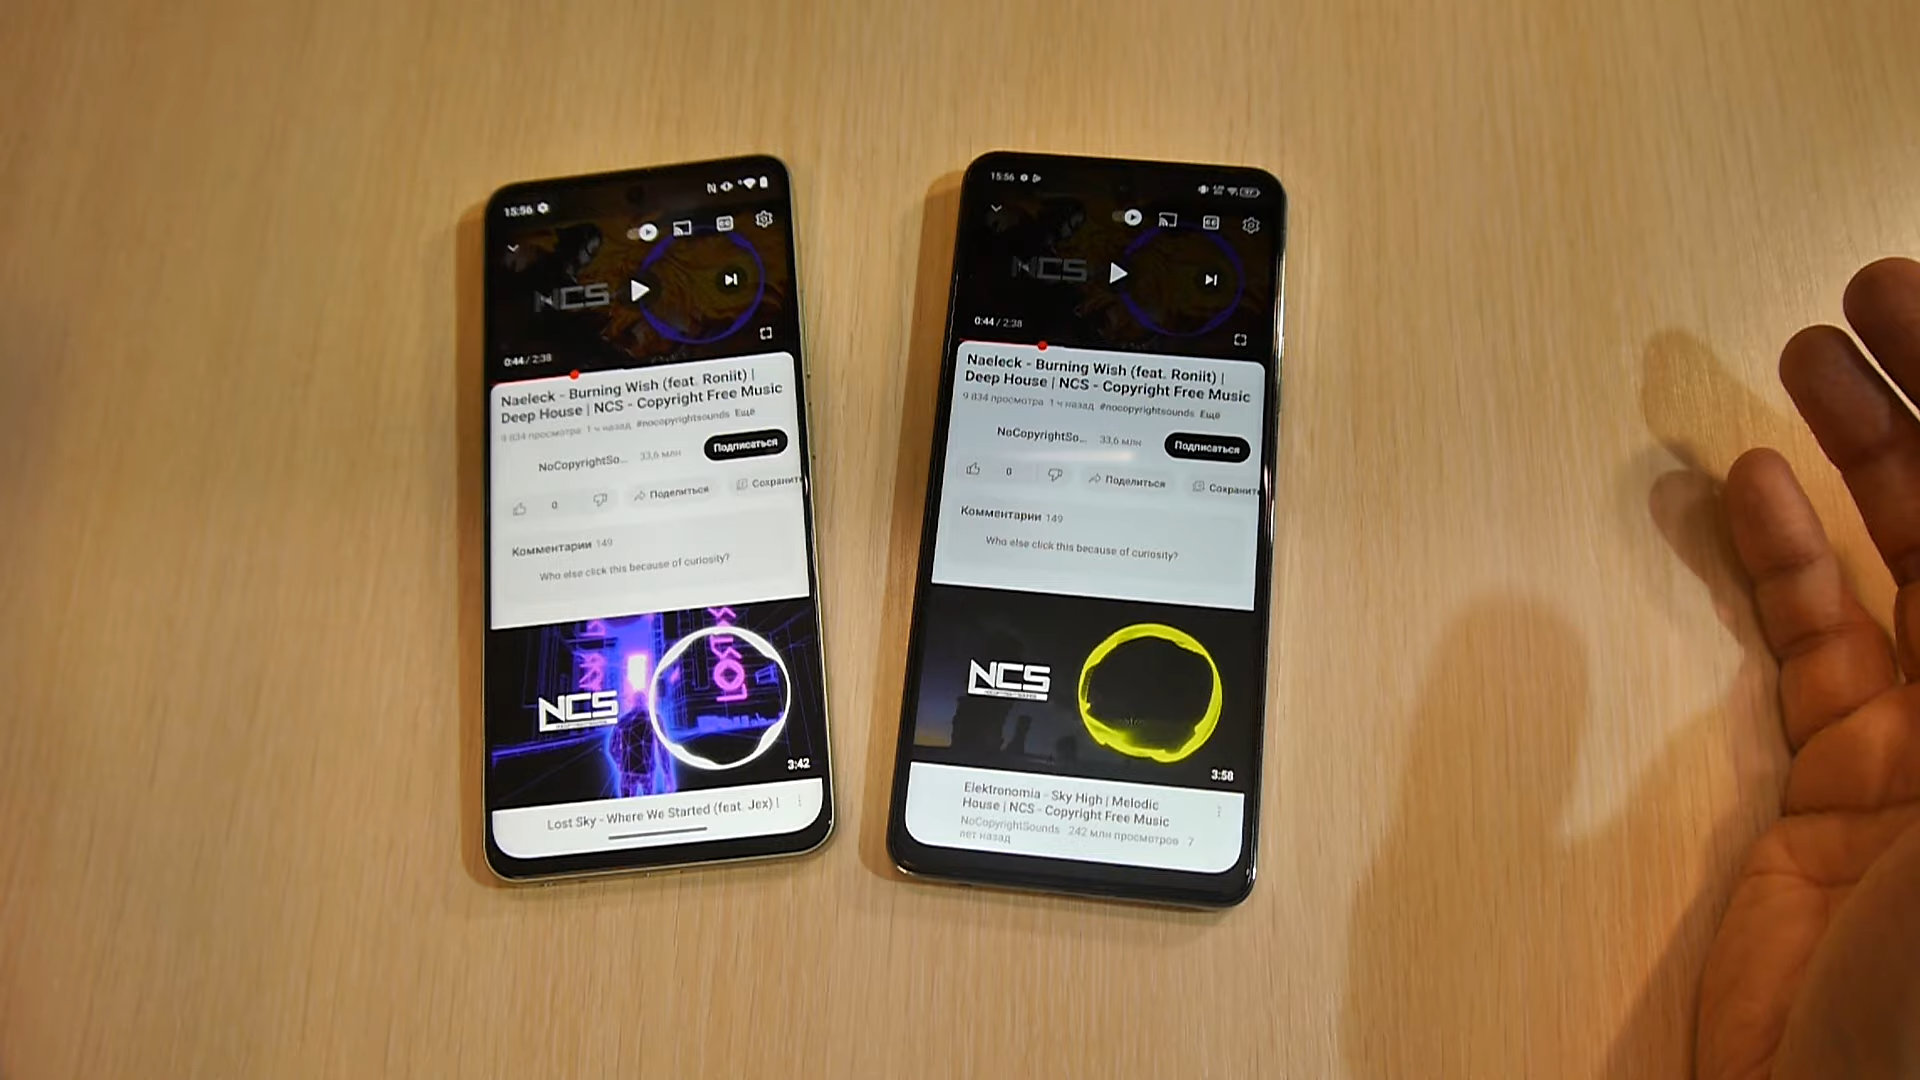 15:56
NCS
0:44 / 2:38
Naeleck - Burning Wish (feat. Roniit) |
Deep House | NCS - Copyright Free Music
9 834 просмотра 1 ч назад #nocopyrightsounds Ещё
NoCopyrightSo... 33,6 млн Подписаться
0 Поделиться Сохранить
Комментарии 149
Who else click this because of curiosity?
NCS
3:42
Lost Sky - Where We Started (feat. Jex) |
15:56
NCS
0:44 / 2:38
Naeleck - Burning Wish (feat. Roniit) |
Deep House | NCS - Copyright Free Music
9 834 просмотра 1 ч назад #nocopyrightsounds Ещё
NoCopyrightSo... 33,6 млн Подписаться
0 Поделиться Сохранить
Комментарии 149
Who else click this because of curiosity?
NCS
3:58
Elektronomia - Sky High | Melodic
House | NCS - Copyright Free Music
NoCopyrightSounds 242 млн просмотров 7
лет назад